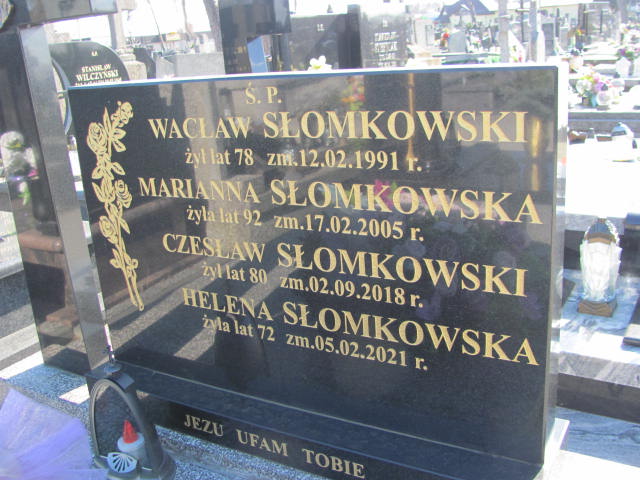 Ś. P.
WACŁAW SŁOMKOWSKI
żył lat 78 zm.12.02.1991 r.
MARIANNA SŁOMKOWSKA
żyła lat 92 zm.17.02.2005 r.
CZESŁAW SŁOMKOWSKI
żył lat 80 zm.02.09.2018 r.
HELENA SŁOMKOWSKA
żyła lat 72 zm.05.02.2021 r.
JEZU UFAM TOBIE
STANISŁAW
WILCZYŃSKI